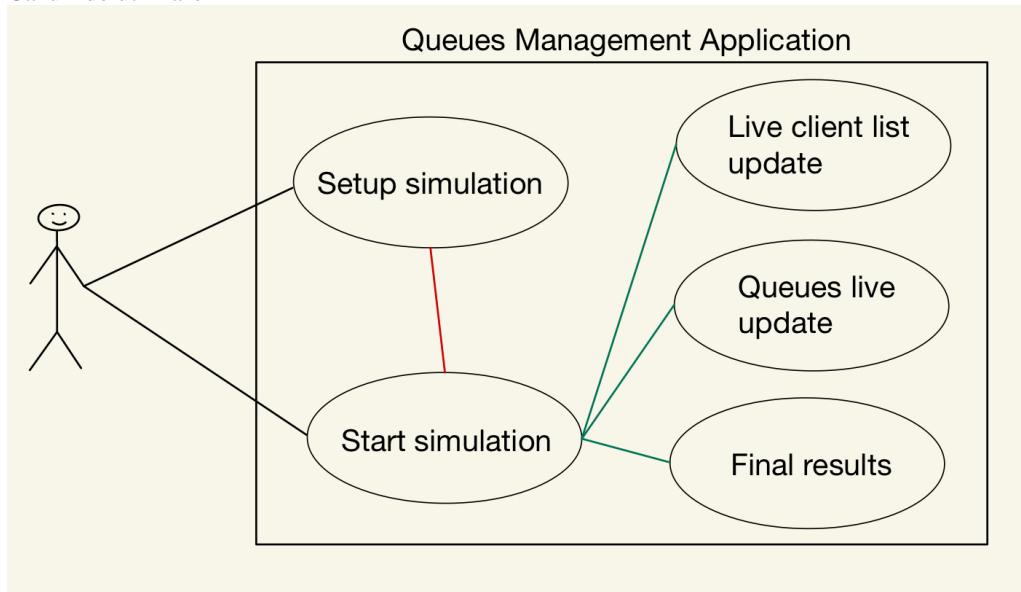 Queues Management Application
Setup simulation
Start simulation
Live client list
update
Queues live
update
Final results